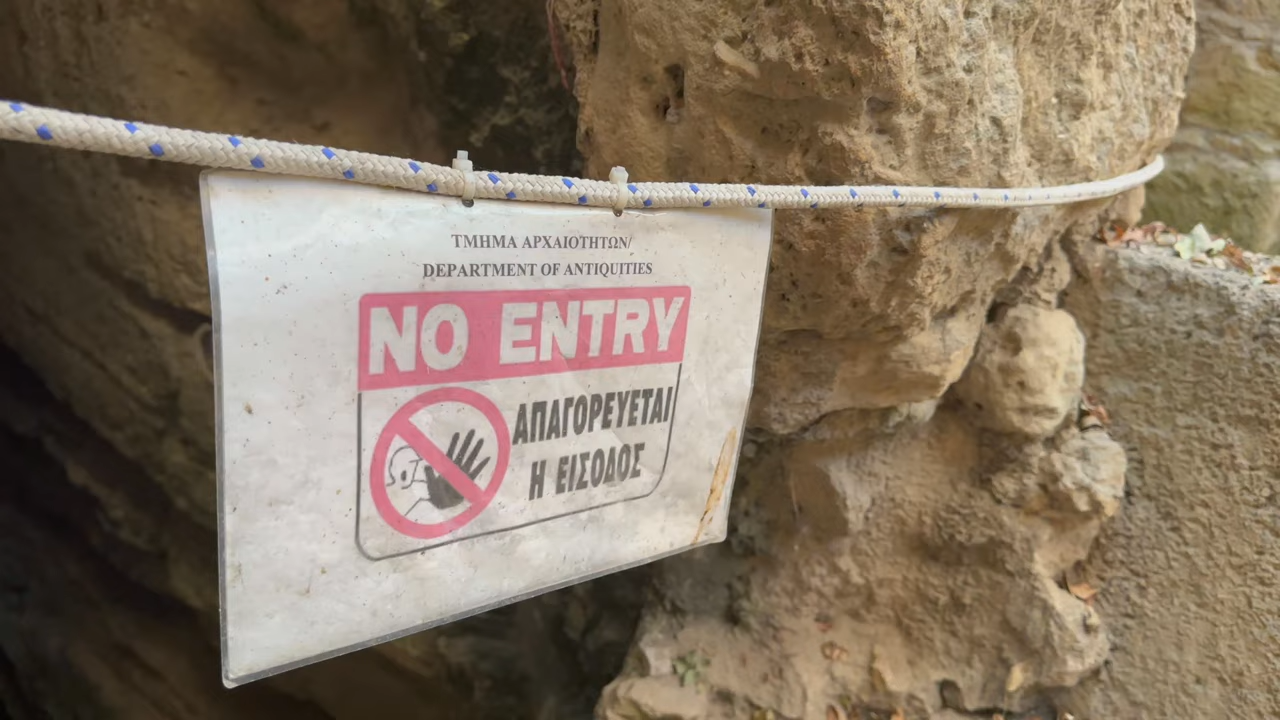 ΤΜΗΜΑ ΑΡΧΑΙΟΤΗΤΩΝ/
DEPARTMENT OF ANTIQUITIES
NO ENTRY
ΑΠΑΓΟΡΕΥΕΤΑΙ
Η ΕΙΣΟΔΟΣ